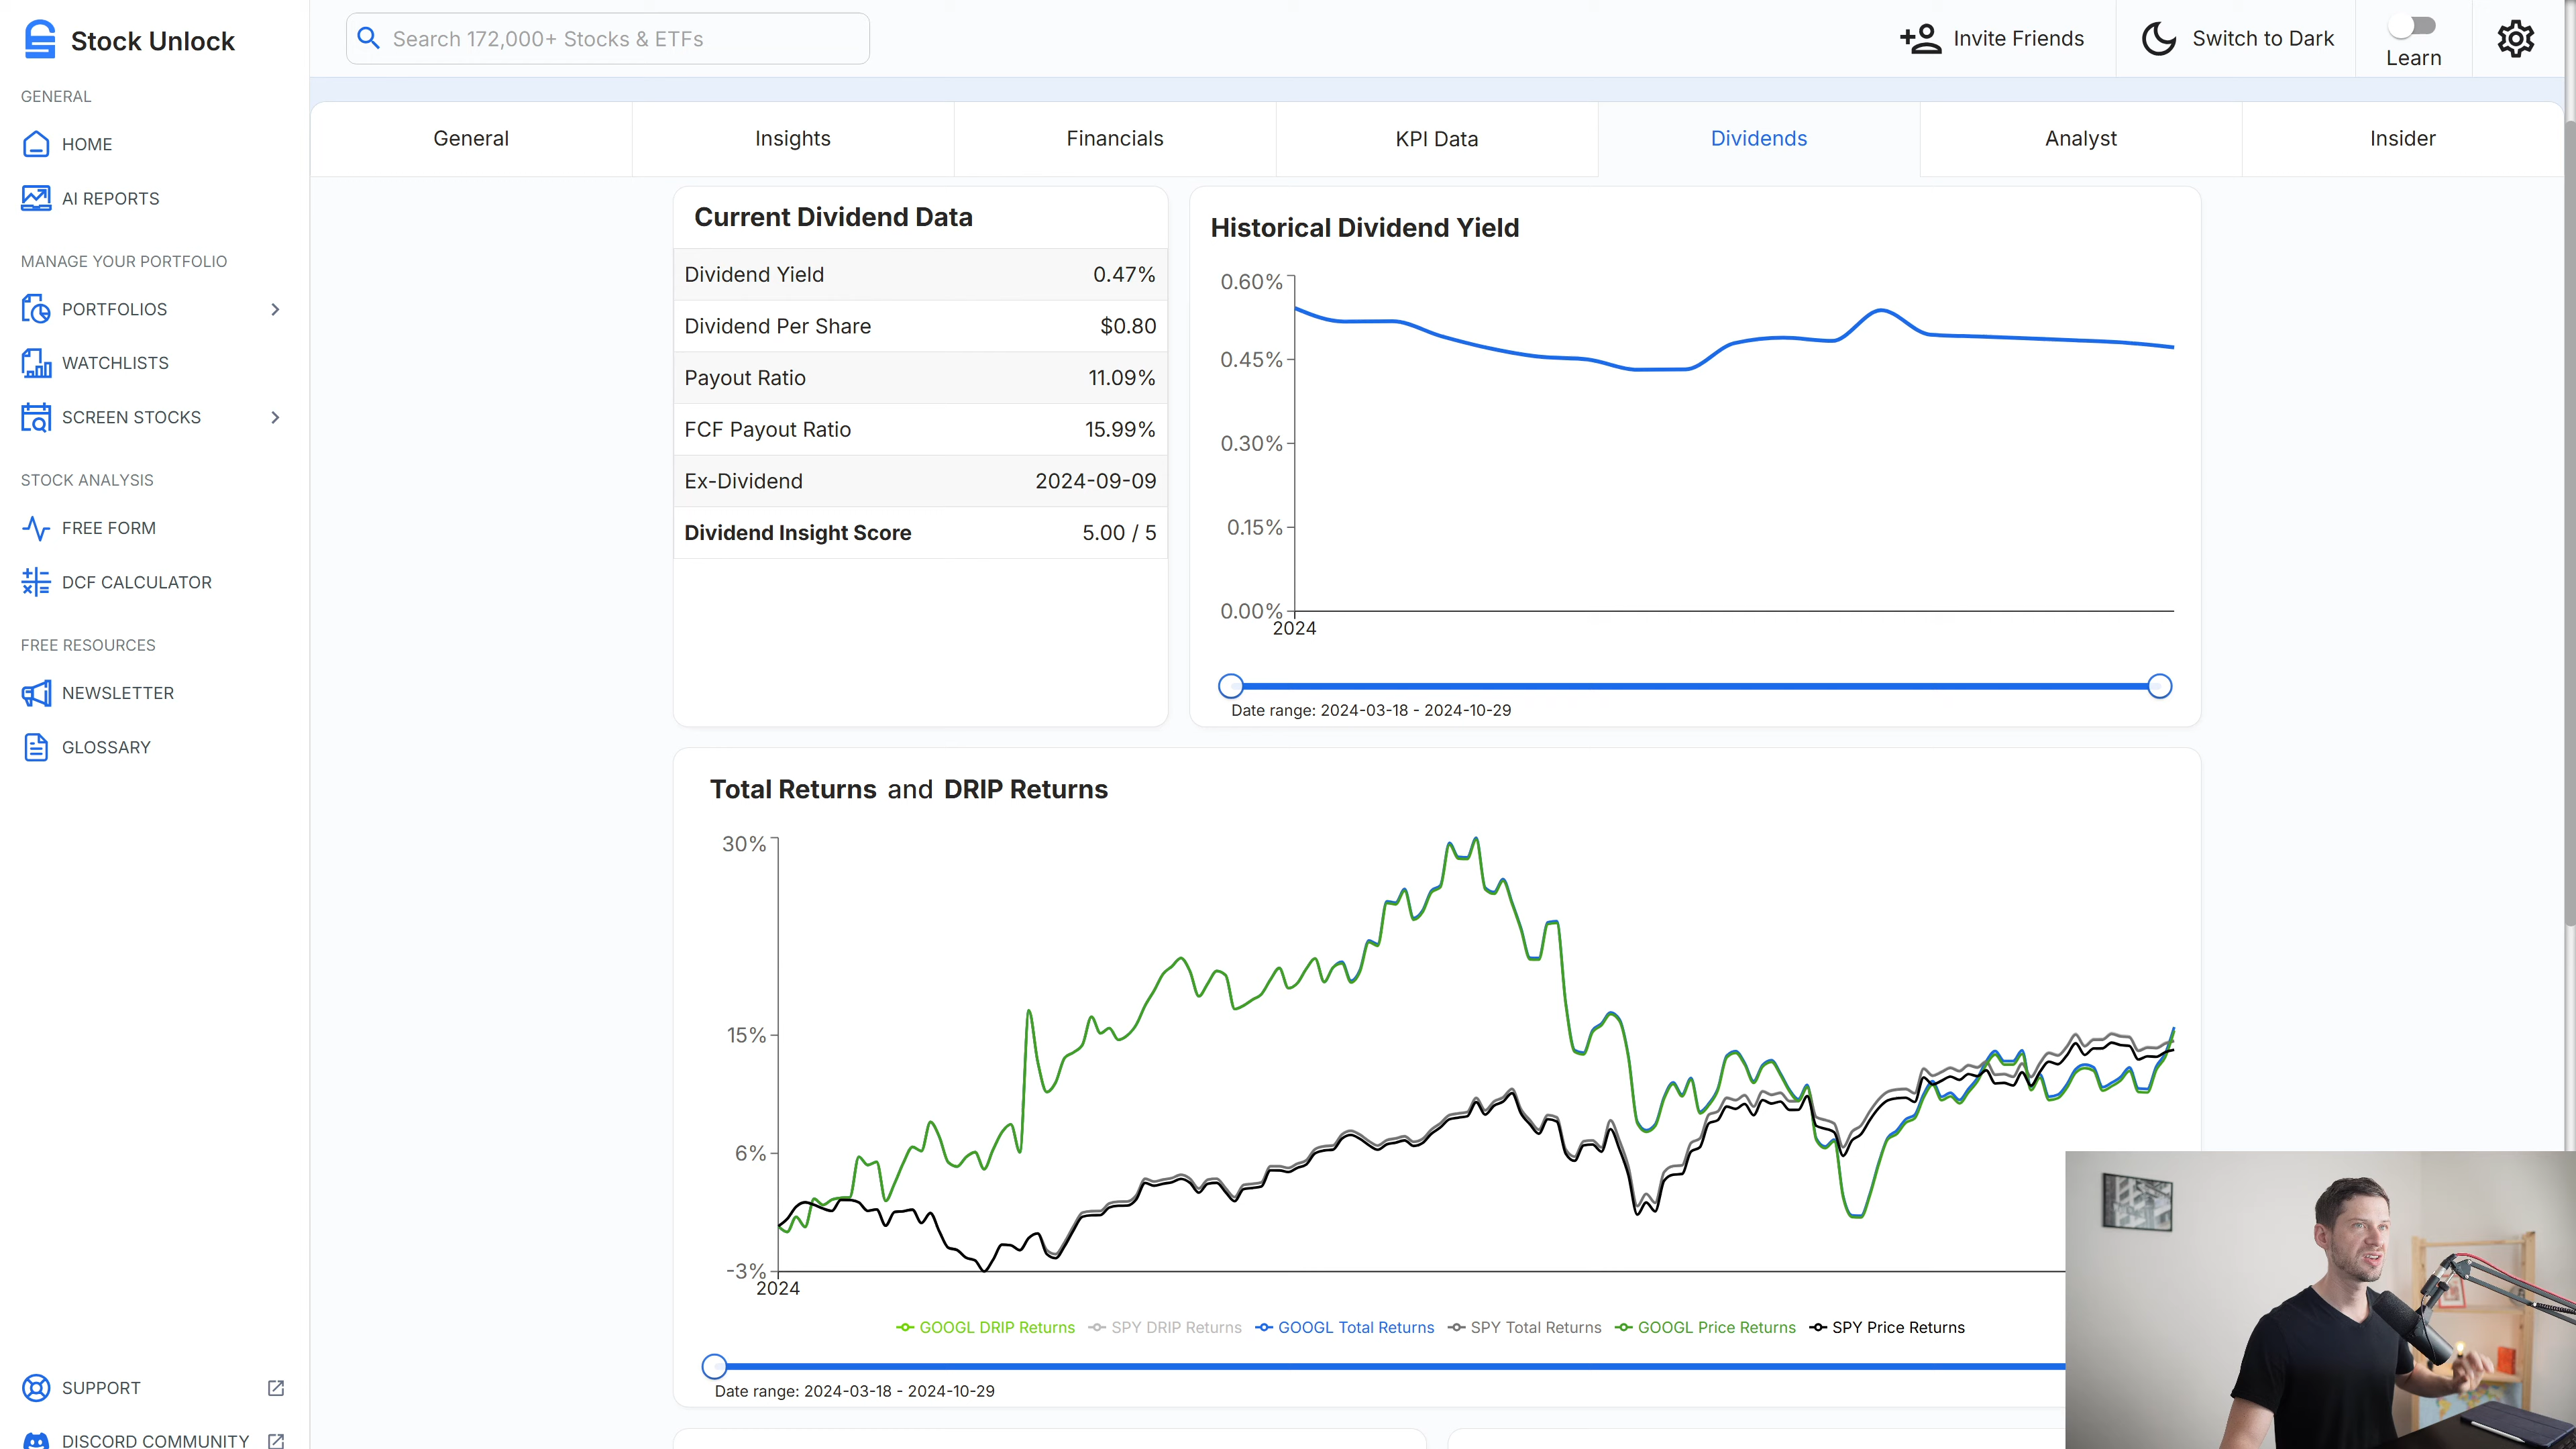 Stock Unlock
Search 172,000+ Stocks & ETFs
Invite Friends
Switch to Dark
Learn
GENERAL
HOME
AI REPORTS
MANAGE YOUR PORTFOLIO
PORTFOLIOS
WATCHLISTS
SCREEN STOCKS
STOCK ANALYSIS
FREE FORM
DCF CALCULATOR
FREE RESOURCES
NEWSLETTER
GLOSSARY
SUPPORT
DISCORD COMMUNITY
General Insights Financials KPI Data Dividends Analyst Insider
Current Dividend Data
Dividend Yield 0.47%
Dividend Per Share $0.80
Payout Ratio 11.09%
FCF Payout Ratio 15.99%
Ex-Dividend 2024-09-09
Dividend Insight Score 5.00 / 5
Historical Dividend Yield
0.60%
0.45%
0.30%
0.15%
0.00%
2024
Date range: 2024-03-18 - 2024-10-29
Total Returns and DRIP Returns
30%
15%
6%
-3%
2024
GOOGL DRIP Returns SPY DRIP Returns GOOGL Total Returns SPY Total Returns GOOGL Price Returns SPY Price Returns
Date range: 2024-03-18 - 2024-10-29